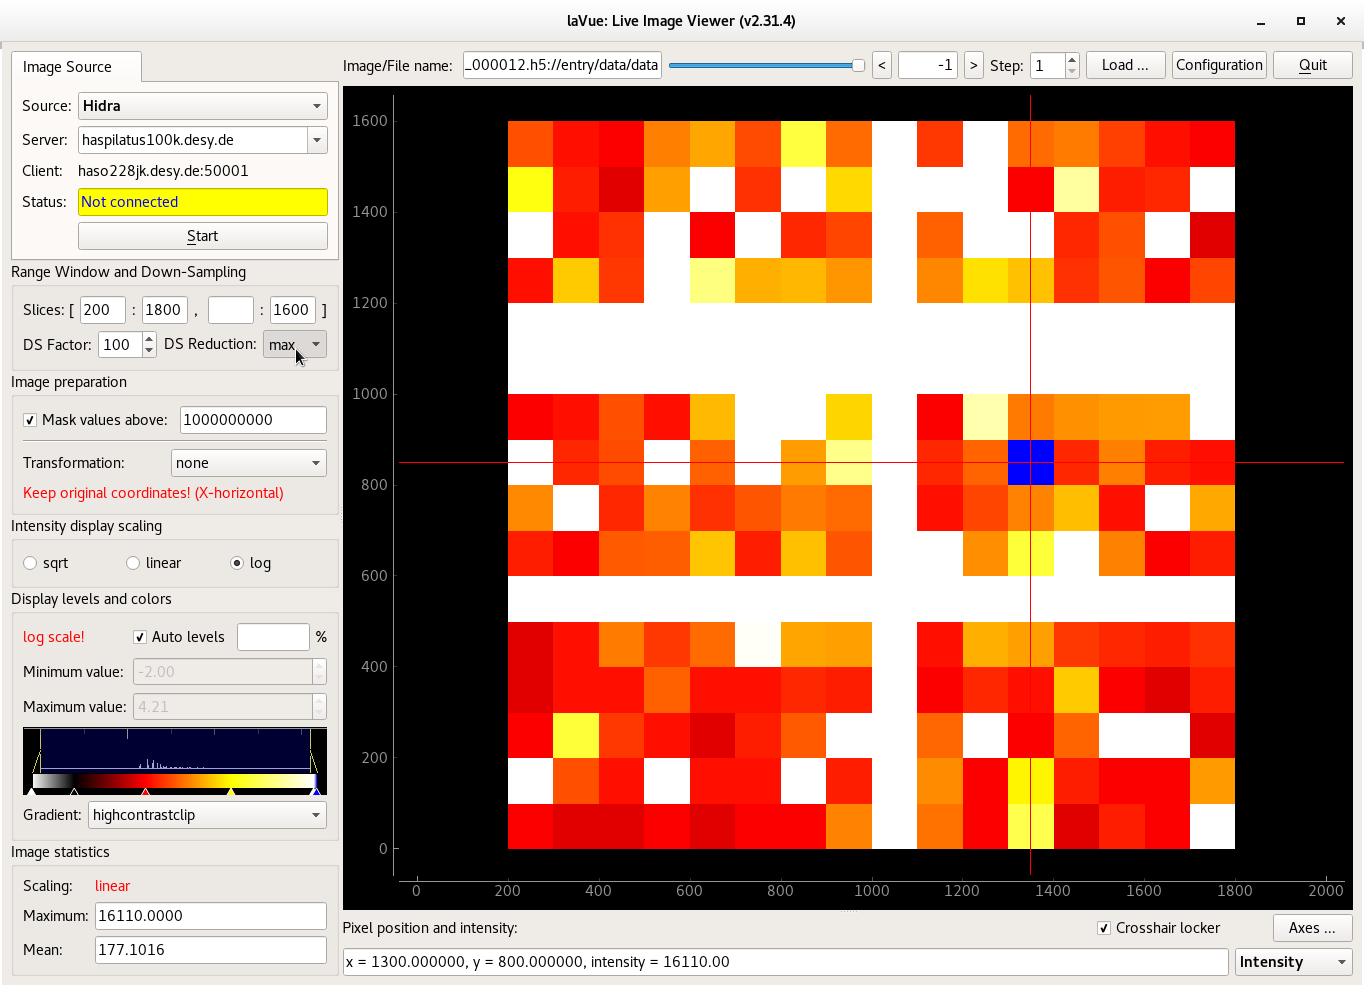 laVue: Live Image Viewer (v2.31.4)
Image Source
Image/File name: _000012.h5://entry/data/data < -1 > Step: 1 Load ... Configuration Quit
Source: Hidra
Server: haspilatus100k.desy.de
Client: haso228jk.desy.de:50001
Status: Not connected
Start
Range Window and Down-Sampling
Slices: [ 200 : 1800 , : 1600 ]
DS Factor: 100 DS Reduction: max
Image preparation
Mask values above: 1000000000
Transformation: none
Keep original coordinates! (X-horizontal)
Intensity display scaling
sqrt linear log
Display levels and colors
log scale! Auto levels %
Minimum value: -2.00
Maximum value: 4.21
Gradient: highcontrastclip
Image statistics
Scaling: linear
Maximum: 16110.0000
Mean: 177.1016
1600
1400
1200
1000
800
600
400
200
0
0 200 400 600 800 1000 1200 1400 1600 1800 2000
Pixel position and intensity: Crosshair locker Axes ...
x = 1300.000000, y = 800.000000, intensity = 16110.00 Intensity